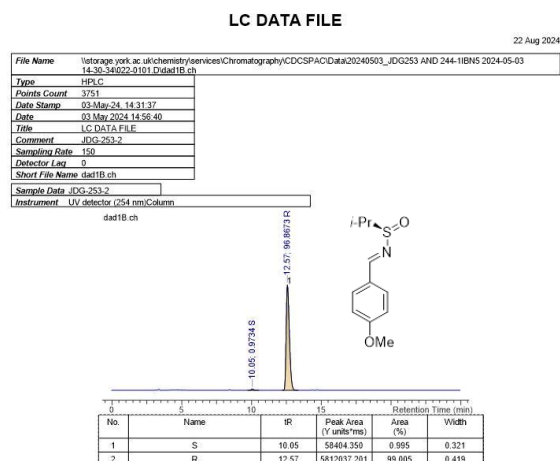 LC DATA FILE
22 Aug 2024
File Name \\storage.york.ac.uk\chemistry\services\Chromatography\CDCSPAC\Data\20240503_JDG253 AND 244-1IBN5 2024-05-03
14-30-34\022-0101.D\dad1B.ch
Type HPLC
Points Count 3751
Date Stamp 03-May-24, 14:31:37
Date 03 May 2024 14:56:40
Title LC DATA FILE
Comment JDG-253-2
Sampling Rate 150
Detector Lag 0
Short File Name dad1B.ch
Sample Data JDG-253-2
Instrument UV detector (254 nm)Column
dad1B.ch
10.05; 0.9734 S
12.57; 96.8673 R
i-Pr
S
O
N
OMe
0 5 10 15 20
Retention Time (min)
No. Name tR Peak Area (Y units*ms) Area (%) Width
1 S 10.05 58404.350 0.995 0.321
2 R 12.57 5812037.201 99.005 0.419